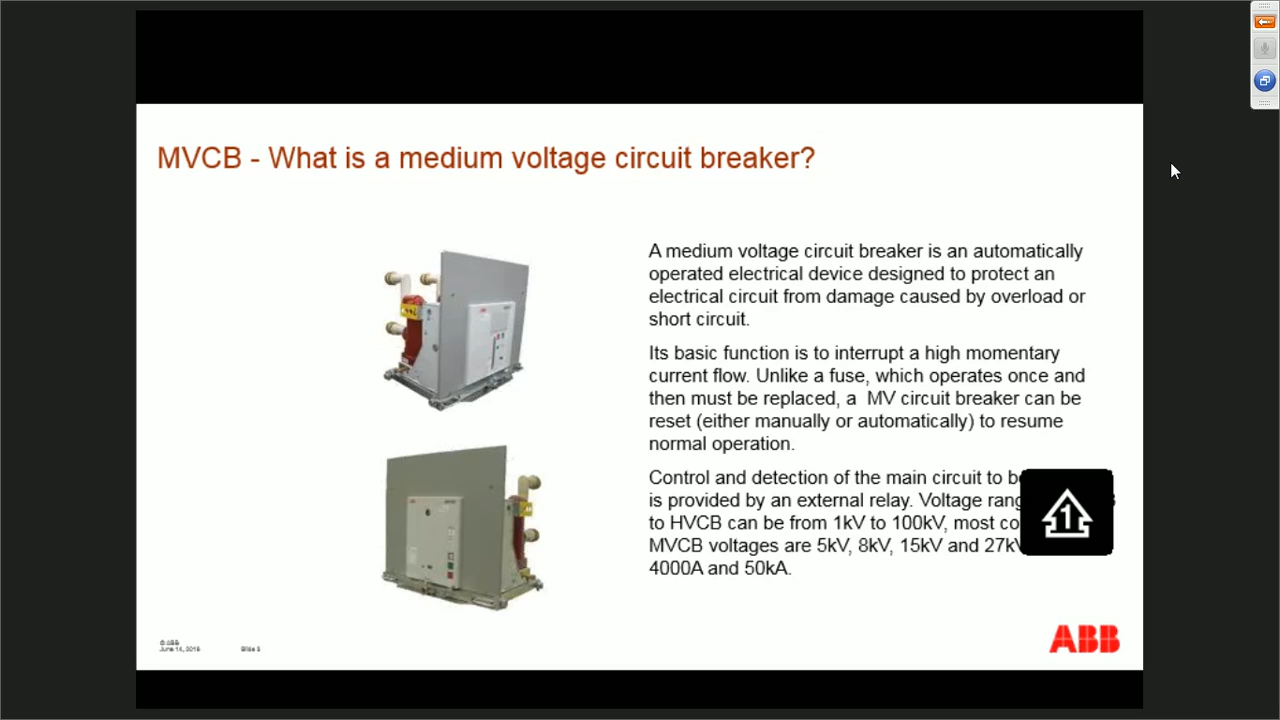 MVCB - What is a medium voltage circuit breaker?
A medium voltage circuit breaker is an automatically
operated electrical device designed to protect an
electrical circuit from damage caused by overload or
short circuit.
Its basic function is to interrupt a high momentary
current flow. Unlike a fuse, which operates once and
then must be replaced, a MV circuit breaker can be
reset (either manually or automatically) to resume
normal operation.
Control and detection of the main circuit to
is provided by an external relay. Voltage
to HVCB can be from 1kV to 100kV, most
MVCB voltages are 5kV, 8kV, 15kV and 27kV
4000A and 50kA.
1
© ABB
June 14, 2016
Slide
ABB